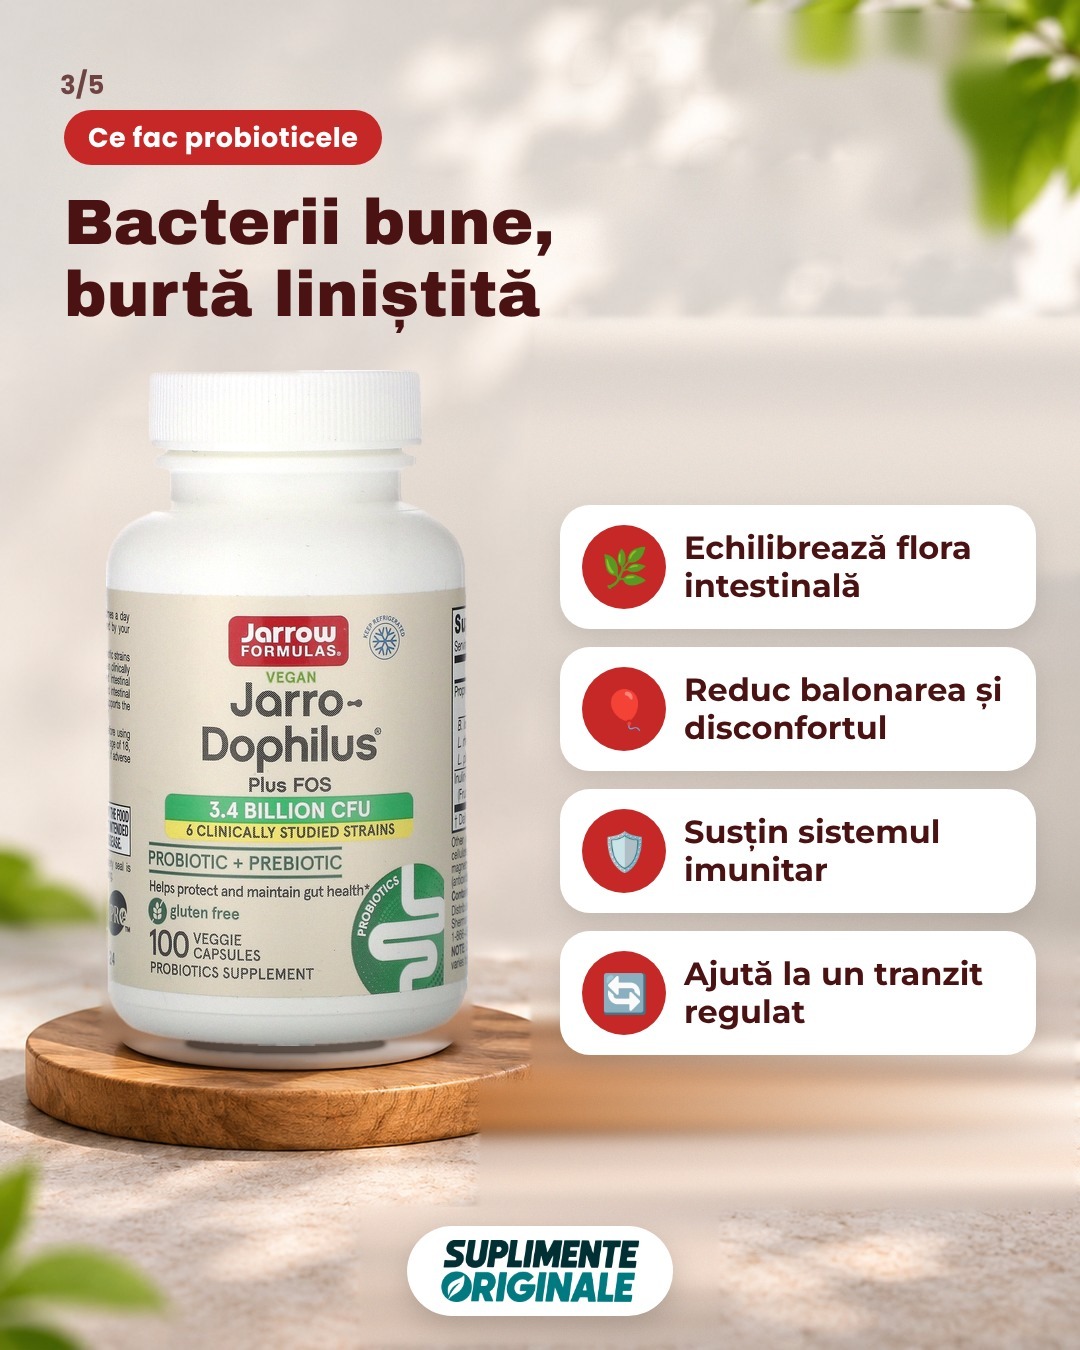 3/5
Ce fac probioticele
Bacterii bune,
burtă liniștită
Jarrow
FORMULAS®
KEEP REFRIGERATED
VEGAN
Jarro-
Dophilus®
Plus FOS
3.4 BILLION CFU
6 CLINICALLY STUDIED STRAINS
PROBIOTIC + PREBIOTIC
Helps protect and maintain gut health*
gluten free
100 VEGGIE
CAPSULES
PROBIOTICS SUPPLEMENT
PROBIOTICS
Echilibrează flora
intestinală
Reduc balonarea și
disconfortul
Susțin sistemul
imunitar
Ajută la un tranzit
regulat
SUPLIMENTE
ORIGINALE